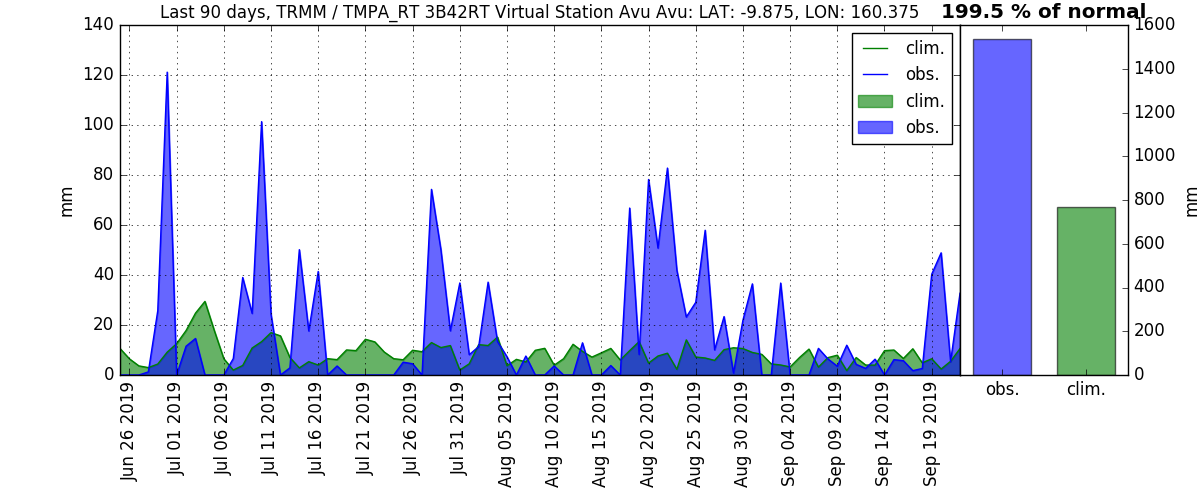 Last 90 days, TRMM / TMPA_RT 3B42RT Virtual Station Avu Avu: LAT: -9.875, LON: 160.375
199.5 % of normal
140
120
100
80
60
40
20
0
mm
clim.
obs.
clim.
obs.
1600
1400
1200
1000
800
600
400
200
0
mm
Jun 26 2019
Jul 01 2019
Jul 06 2019
Jul 11 2019
Jul 16 2019
Jul 21 2019
Jul 26 2019
Jul 31 2019
Aug 05 2019
Aug 10 2019
Aug 15 2019
Aug 20 2019
Aug 25 2019
Aug 30 2019
Sep 04 2019
Sep 09 2019
Sep 14 2019
Sep 19 2019
obs.
clim.